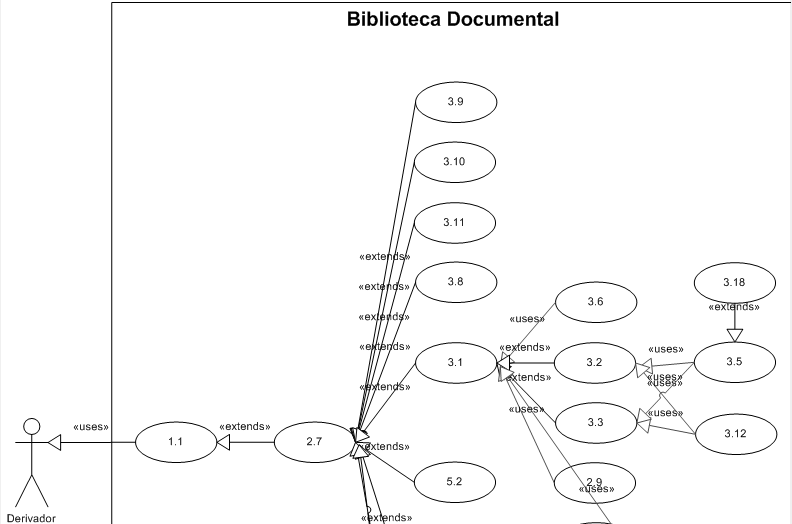 Biblioteca Documental
3.9
3.10
3.11
«extends»
3.8
3.18
«extends»
3.6
«extends»
«uses»
«extends»
«extends»
«uses»
3.1
3.2
3.5
«extends»
«extends»
«uses»
«uses»
«uses»
«uses»
3.3
3.12
«uses»
«extends»
1.1
2.7
«extends»
5.2
2.9
«uses»
Derivador
«extends»